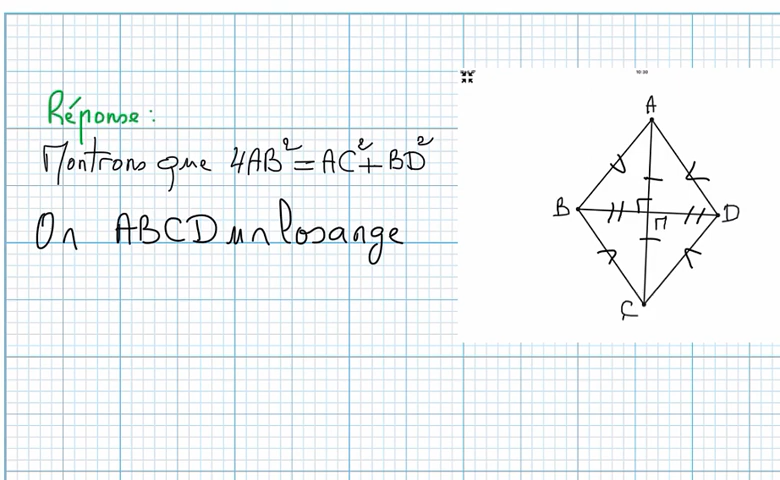 Réponse:
Montrons que 4AB²=AC²+BD²
On ABCD un losange
A
B
D
M
C